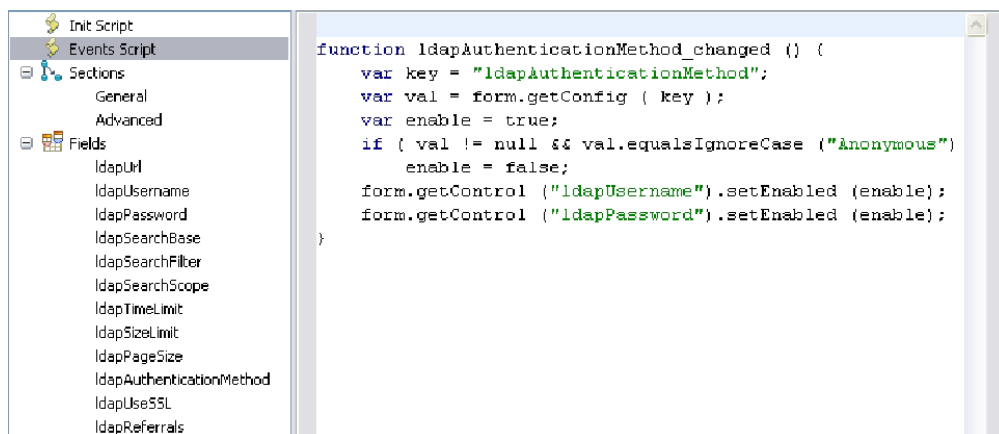 Init Script
Events Script
Sections
General
Advanced
Fields
ldapUrl
ldapUsername
ldapPassword
ldapSearchBase
ldapSearchFilter
ldapSearchScope
ldapTimeLimit
ldapSizeLimit
ldapPageSize
ldapAuthenticationMethod
ldapUseSSL
ldapReferrals
function ldapAuthenticationMethod_changed () {
    var key = "ldapAuthenticationMethod";
    var val = form.getConfig ( key );
    var enable = true;
    if ( val != null && val.equalsIgnoreCase ("Anonymous")
        enable = false;
    form.getControl ("ldapUsername").setEnabled (enable);
    form.getControl ("ldapPassword").setEnabled (enable);
}